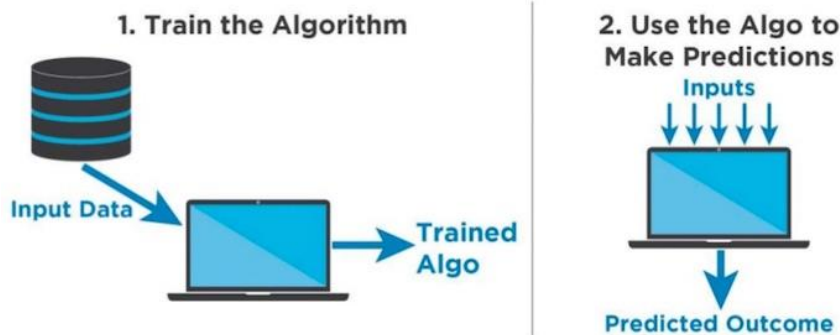 1. Train the Algorithm
Input Data
Trained
Algo
2. Use the Algo to
Make Predictions
Inputs
Predicted Outcome